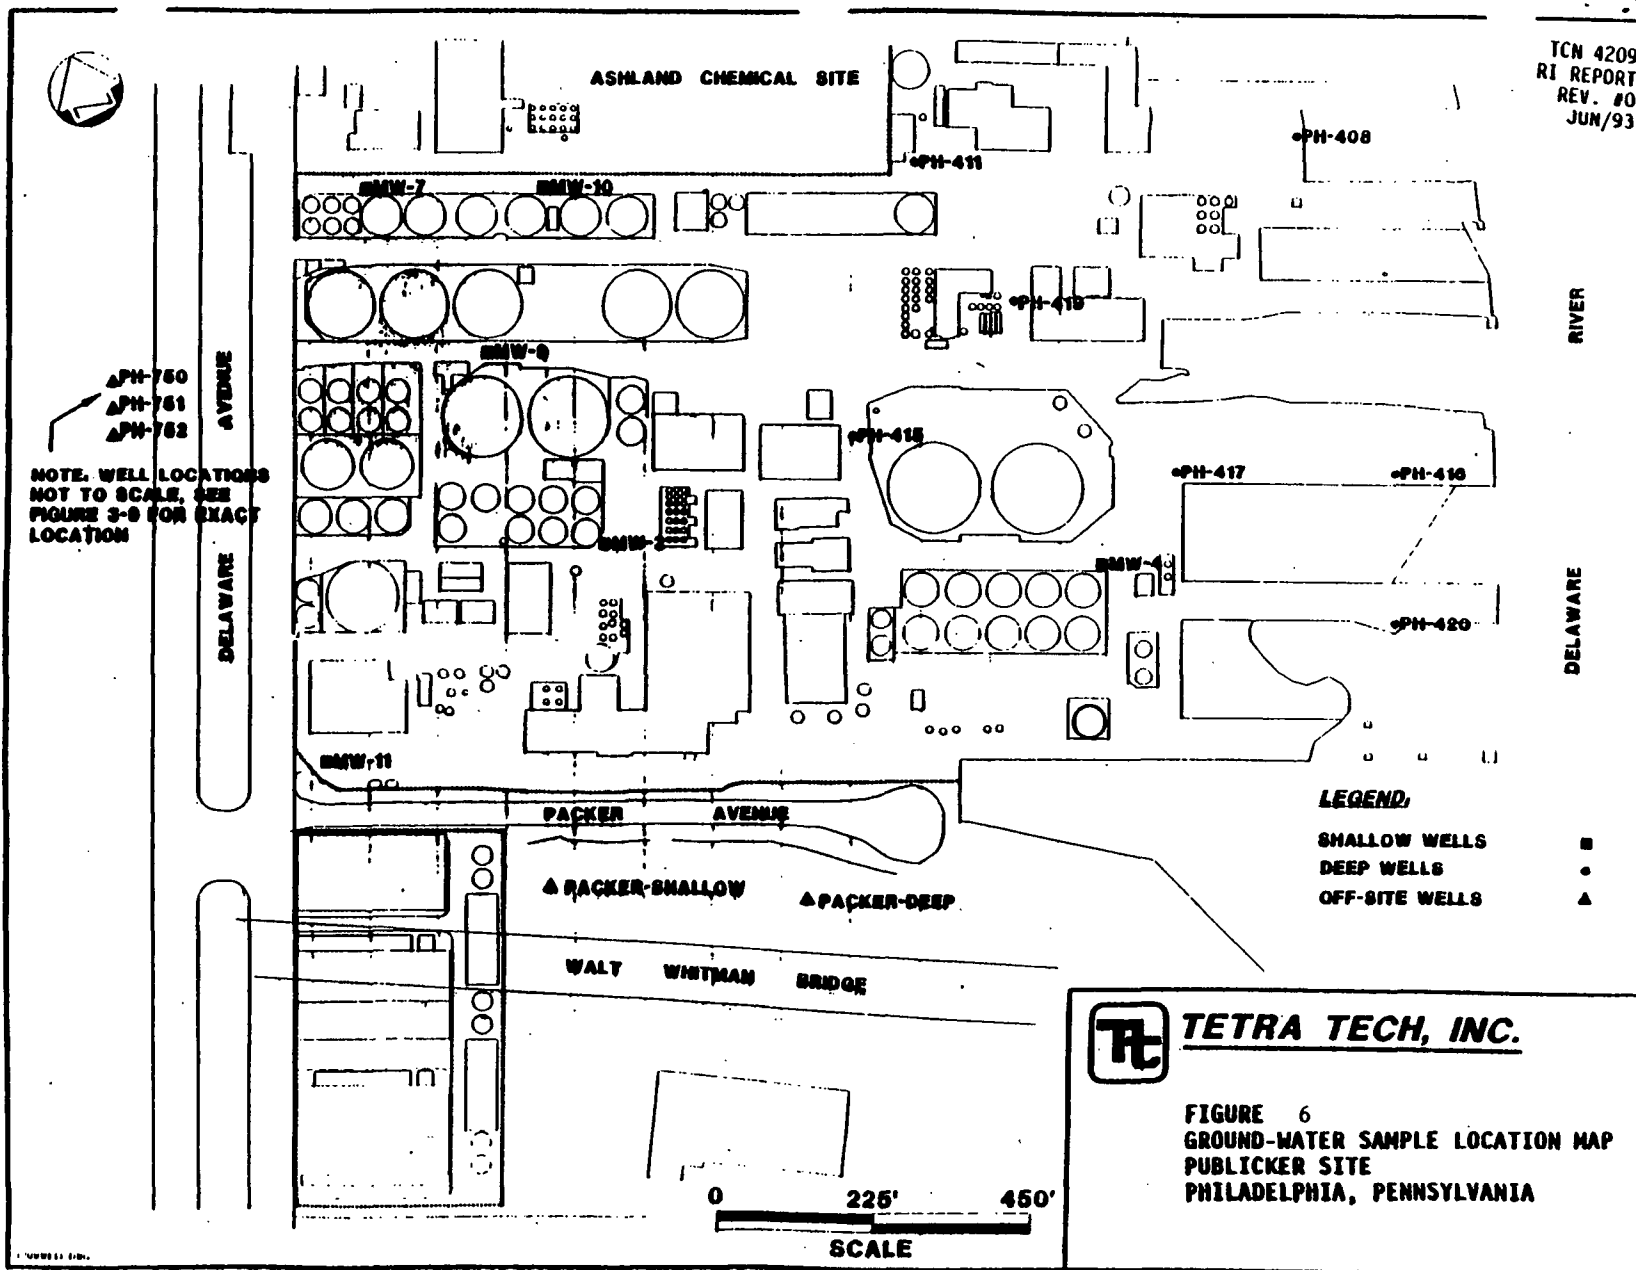 TCN 4209
RI REPORT
REV. #0
JUN/93
ASHLAND CHEMICAL SITE
PH-408
PH-411
MW-7
MW-10
PH-419
RIVER
MW-9
PH-750
PH-751
PH-752
AVENUE
PH-415
PH-417
PH-416
NOTE: WELL LOCATIONS
NOT TO SCALE, SEE
FIGURE 3-9 FOR EXACT
LOCATION
MW-3
MW-4
DELAWARE
PH-420
DELAWARE
MW-11
PACKER AVENUE
LEGEND:
SHALLOW WELLS
DEEP WELLS
OFF-SITE WELLS
PACKER-SHALLOW
PACKER-DEEP
WALT WHITMAN BRIDGE
TETRA TECH, INC.
FIGURE 6
GROUND-WATER SAMPLE LOCATION MAP
PUBLICKER SITE
PHILADELPHIA, PENNSYLVANIA
0 225' 450'
SCALE